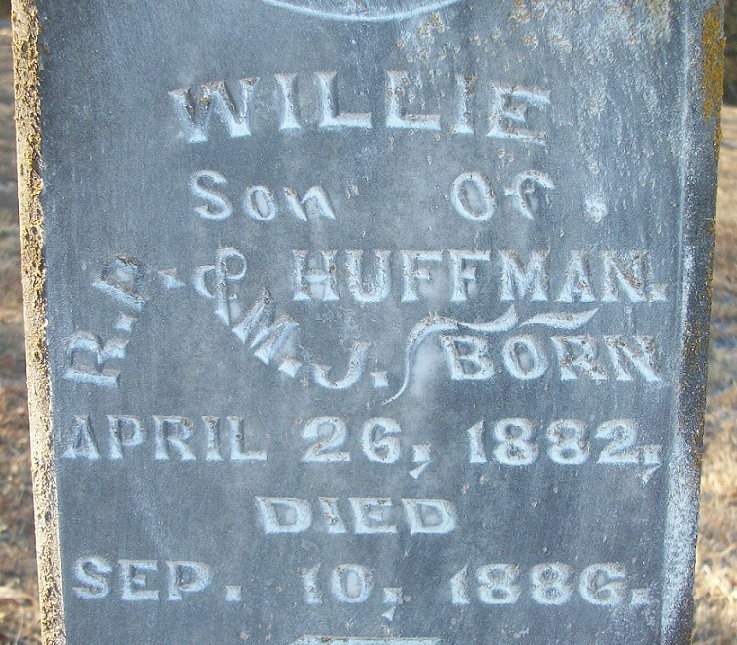 WILLIE
Son Of.
R.A. & M.J. HUFFMAN.
BORN
APRIL 26, 1882,
DIED
SEP. 10, 1886.